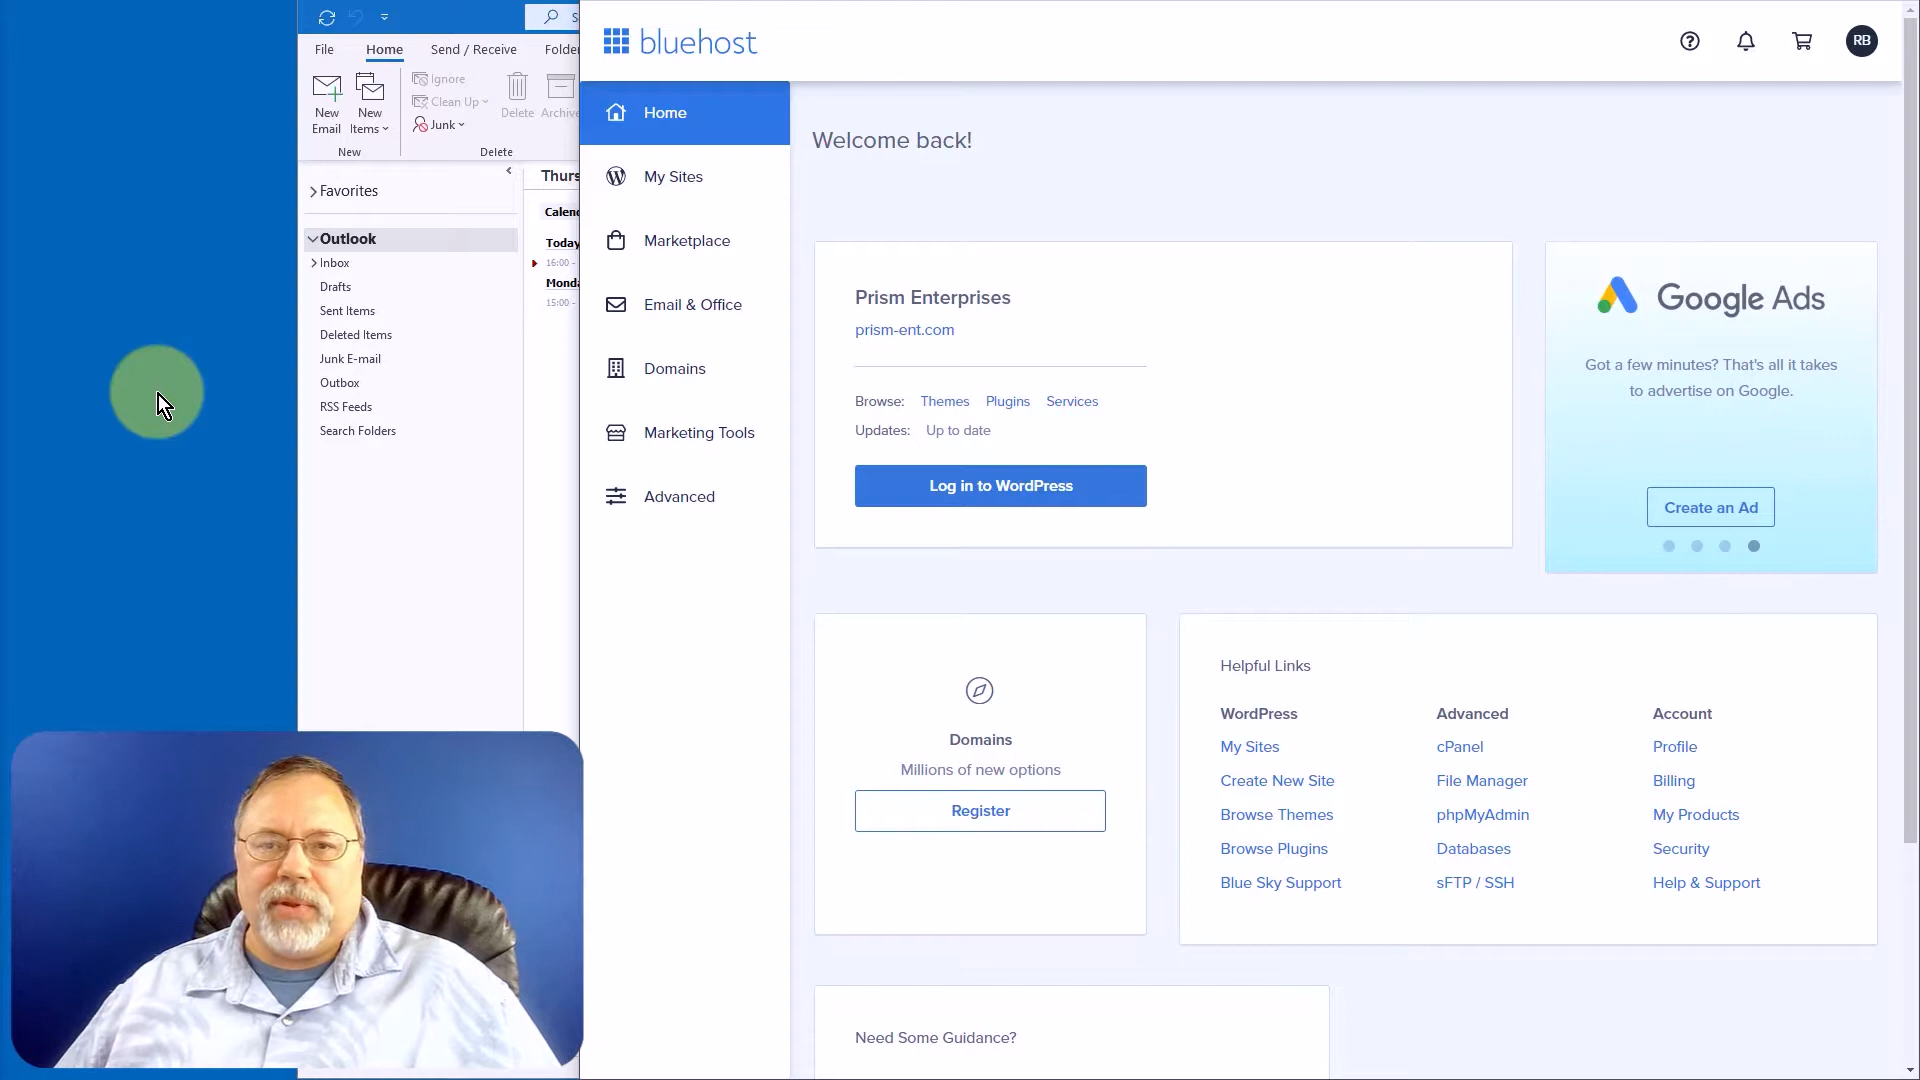 S
File Home Send / Receive Folder
New Email
New Items
Ignore
Clean Up
Junk
Delete
Archive
New
Delete
Favorites
Outlook
Inbox
Drafts
Sent Items
Deleted Items
Junk E-mail
Outbox
RSS Feeds
Search Folders
Thurs
Calend
Today
16:00 -
Monda
15:00 -
bluehost
RB
Home
My Sites
Marketplace
Email & Office
Domains
Marketing Tools
Advanced
Welcome back!
Prism Enterprises
prism-ent.com
Browse: Themes Plugins Services
Updates: Up to date
Log in to WordPress
Google Ads
Got a few minutes? That's all it takes
to advertise on Google.
Create an Ad
Domains
Millions of new options
Register
Helpful Links
WordPress Advanced Account
My Sites cPanel Profile
Create New Site File Manager Billing
Browse Themes phpMyAdmin My Products
Browse Plugins Databases Security
Blue Sky Support sFTP / SSH Help & Support
Need Some Guidance?